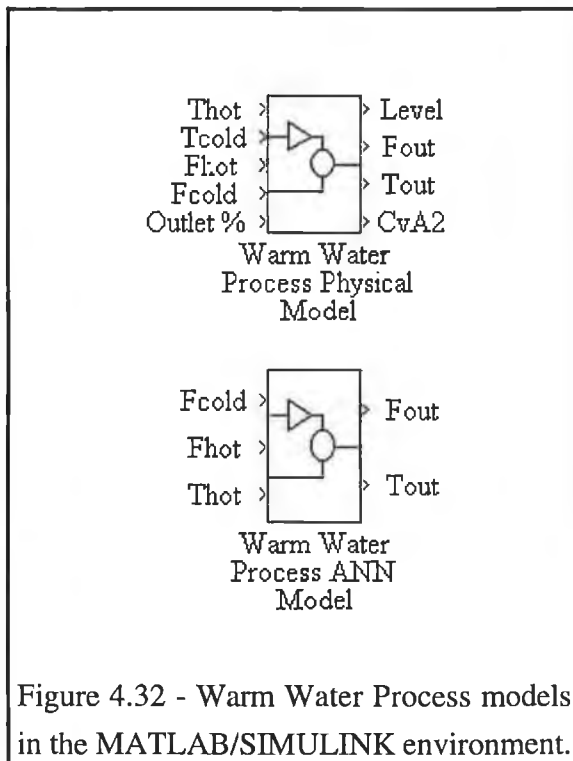 Thot
Level
Tcold
Fout
Fhot
Tout
Fcold
Outlet %
CvA2
Warm Water
Process Physical
Model
Fcold
Fout
Fhot
Thot
Tout
Warm Water
Process ANN
Model
Figure 4.32 - Warm Water Process models
in the MATLAB/SIMULINK environment.